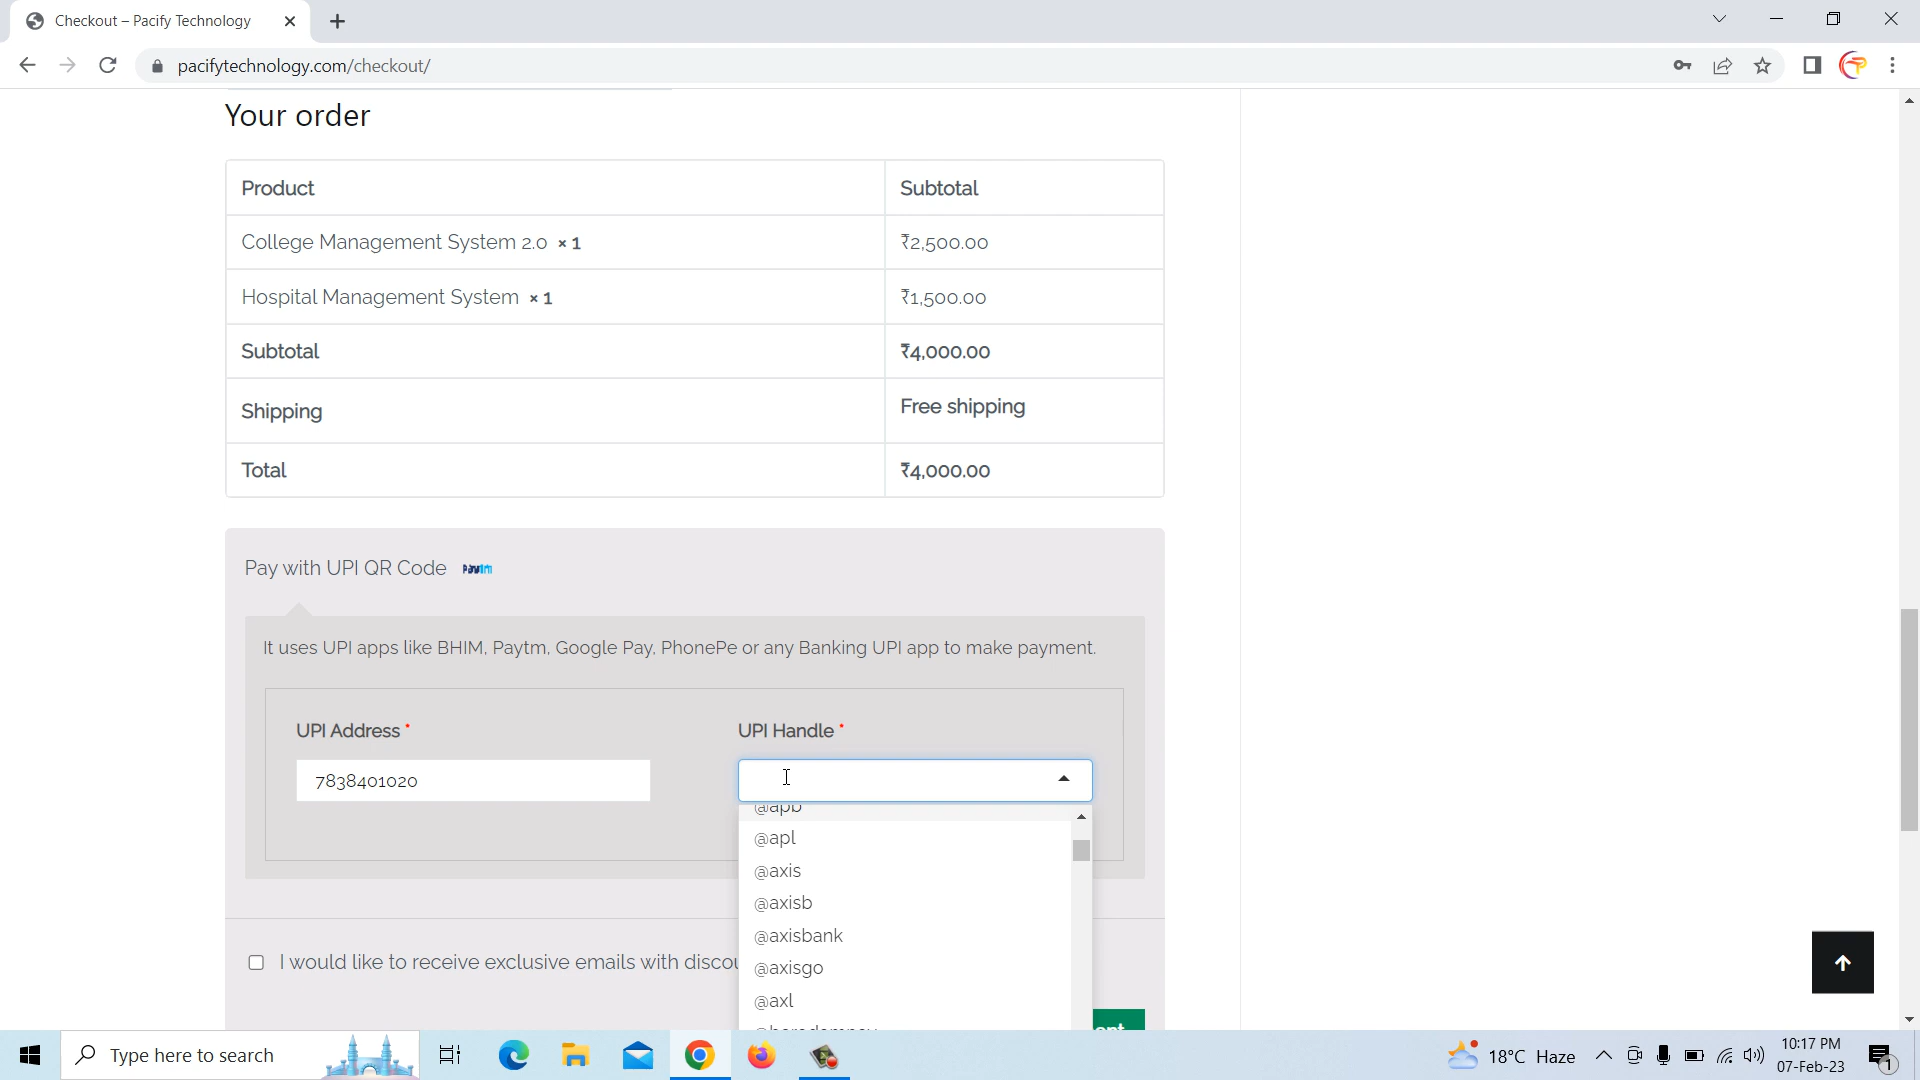 Checkout – Pacify Technology
pacifytechnology.com/checkout/
Your order
Product Subtotal
College Management System 2.0 × 1 ₹2,500.00
Hospital Management System × 1 ₹1,500.00
Subtotal ₹4,000.00
Shipping Free shipping
Total ₹4,000.00
Pay with UPI QR Code paytm
It uses UPI apps like BHIM, Paytm, Google Pay, PhonePe or any Banking UPI app to make payment.
UPI Address * UPI Handle *
7838401020
@apb
@apl
@axis
@axisb
@axisbank
I would like to receive exclusive emails with
@axisgo
@axl
Type here to search
18°C Haze
10:17 PM
07-Feb-23
1